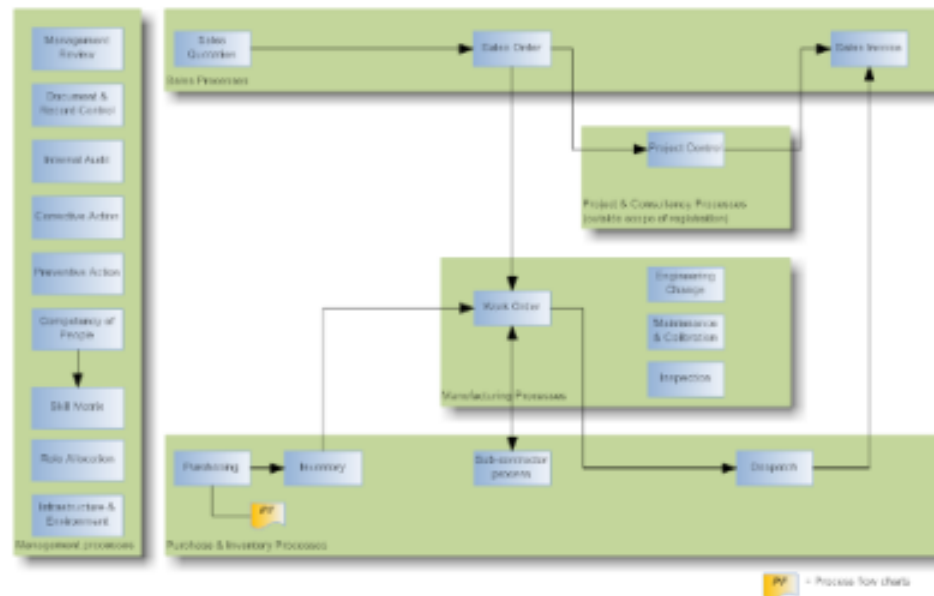 Management
Review
Document &
Record Control
Internal Audit
Corrective Action
Preventive Action
Competency of
People
Skill Matrix
Role Allocation
Infrastructure &
Environment
Management processes
Sales
Quotation
Sales Order
Sales Invoice
Sales Processes
Project Control
Project & Consultancy Processes
(outside scope of registration)
Work Order
Engineering
Change
Maintenance
& Calibration
Inspection
Manufacturing Processes
Purchasing
Inventory
Sub-contractor
process
Despatch
PF
Purchase & Inventory Processes
PF = Process flow charts